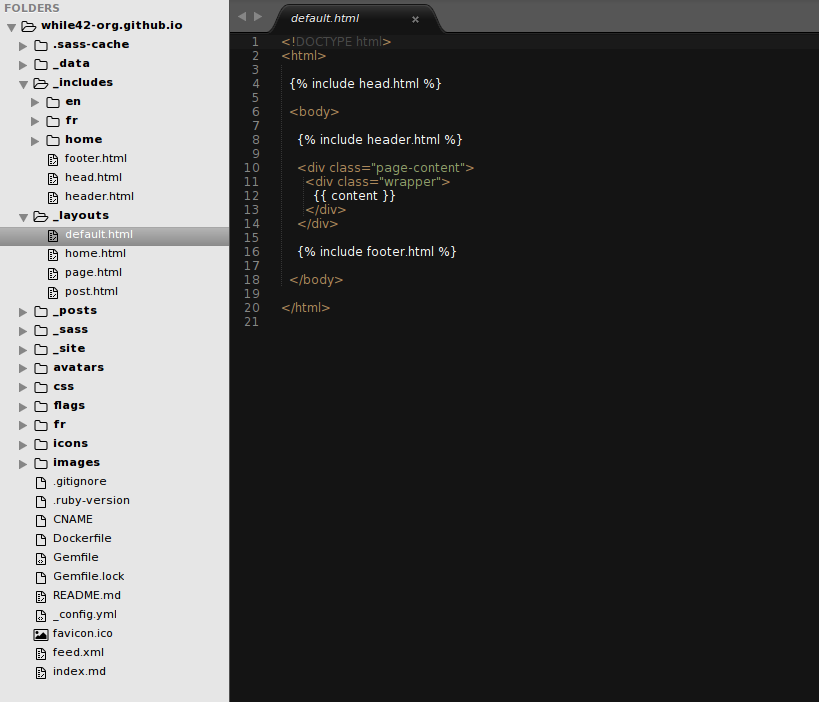 FOLDERS
while42-org.github.io
.sass-cache
_data
_includes
en
fr
home
footer.html
head.html
header.html
_layouts
default.html
home.html
page.html
post.html
_posts
_sass
_site
avatars
css
flags
fr
icons
images
.gitignore
.ruby-version
CNAME
Dockerfile
Gemfile
Gemfile.lock
README.md
_config.yml
favicon.ico
feed.xml
index.md
default.html ×
1 <!DOCTYPE html>
2 <html>
3
4 {% include head.html %}
5
6 <body>
7
8 {% include header.html %}
9
10 <div class="page-content">
11 <div class="wrapper">
12 {{ content }}
13 </div>
14 </div>
15
16 {% include footer.html %}
17
18 </body>
19
20 </html>
21